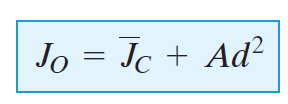 J_O = J̅_C + Ad²